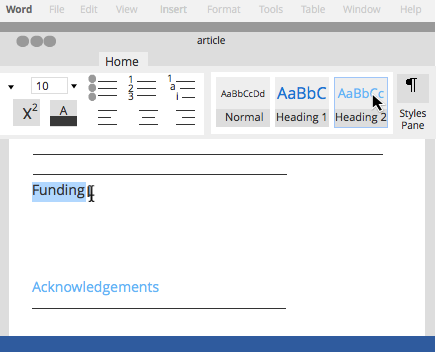 Word File Edit View Insert Format Tools Table Window Help
article
Home
10
1
2
3
1
a
i
X2
A
AaBbCcDd
AaBbC
AaBbCc
¶
Normal
Heading 1
Heading 2
Styles
Pane
Funding
Acknowledgements